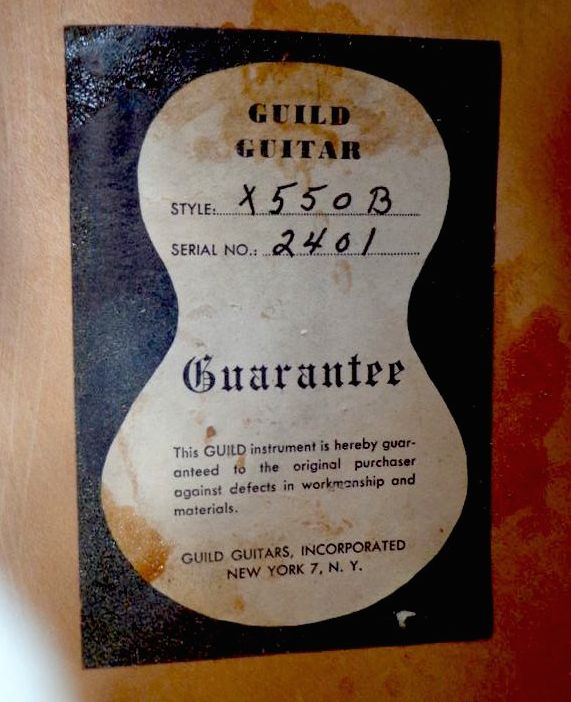 GUILD
GUITAR
STYLE: X550B
SERIAL NO.: 2401
Guarantee
This GUILD instrument is hereby guar-
anteed to the original purchaser
against defects in workmanship and
materials.
GUILD GUITARS, INCORPORATED
NEW YORK 7, N. Y.